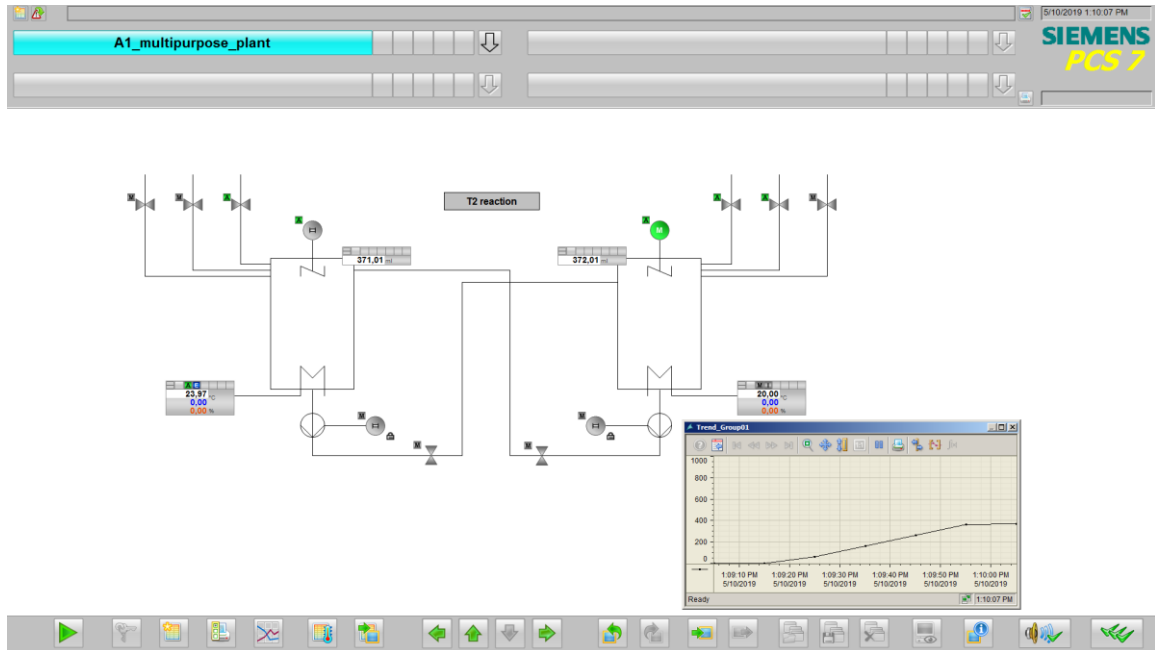 5/10/2019 1:10:07 PM
SIEMENS
PCS 7
A1_multipurpose_plant
M
M
A
T2 reaction
A
A
M
A
A
M
371,01 ml
372,01 ml
A E
23,97 °C
0,00
0,00 %
M I
20,00 °C
0,00
0,00 %
M
M
M
M
Trend_Group01
1000
800
600
400
200
0
1:09:10 PM 1:09:20 PM 1:09:30 PM 1:09:40 PM 1:09:50 PM 1:10:00 PM
5/10/2019 5/10/2019 5/10/2019 5/10/2019 5/10/2019 5/10/2019
Ready 1:10:07 PM